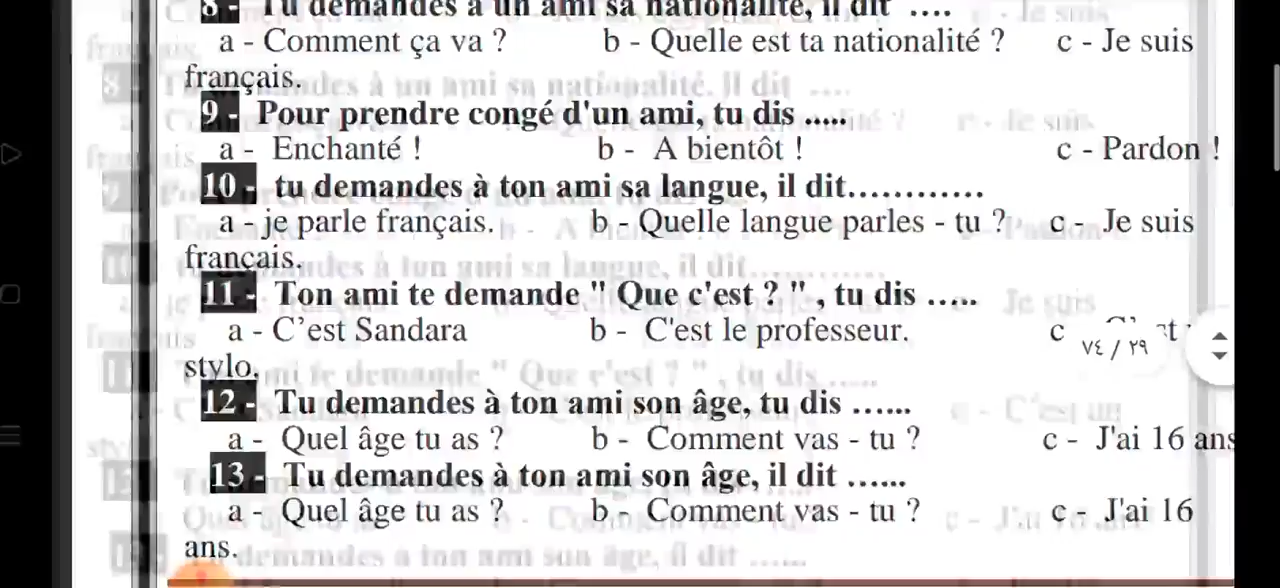 8 - Tu demandes à un ami sa nationalité, il dit ....
a - Comment ça va ? b - Quelle est ta nationalité ? c - Je suis
français.
9 - Pour prendre congé d'un ami, tu dis .....
a - Enchanté ! b - A bientôt ! c - Pardon !
10 - tu demandes à ton ami sa langue, il dit............
a - je parle français. b - Quelle langue parles - tu ? c - Je suis
français.
11 - Ton ami te demande " Que c'est ? " , tu dis .....
a - C’est Sandara b - C'est le professeur. c
٧٤ / ٢٩
stylo.
12 - Tu demandes à ton ami son âge, tu dis ......
a - Quel âge tu as ? b - Comment vas - tu ? c - J'ai 16 ans
13 - Tu demandes à ton ami son âge, il dit ......
a - Quel âge tu as ? b - Comment vas - tu ? c - J'ai 16
ans.